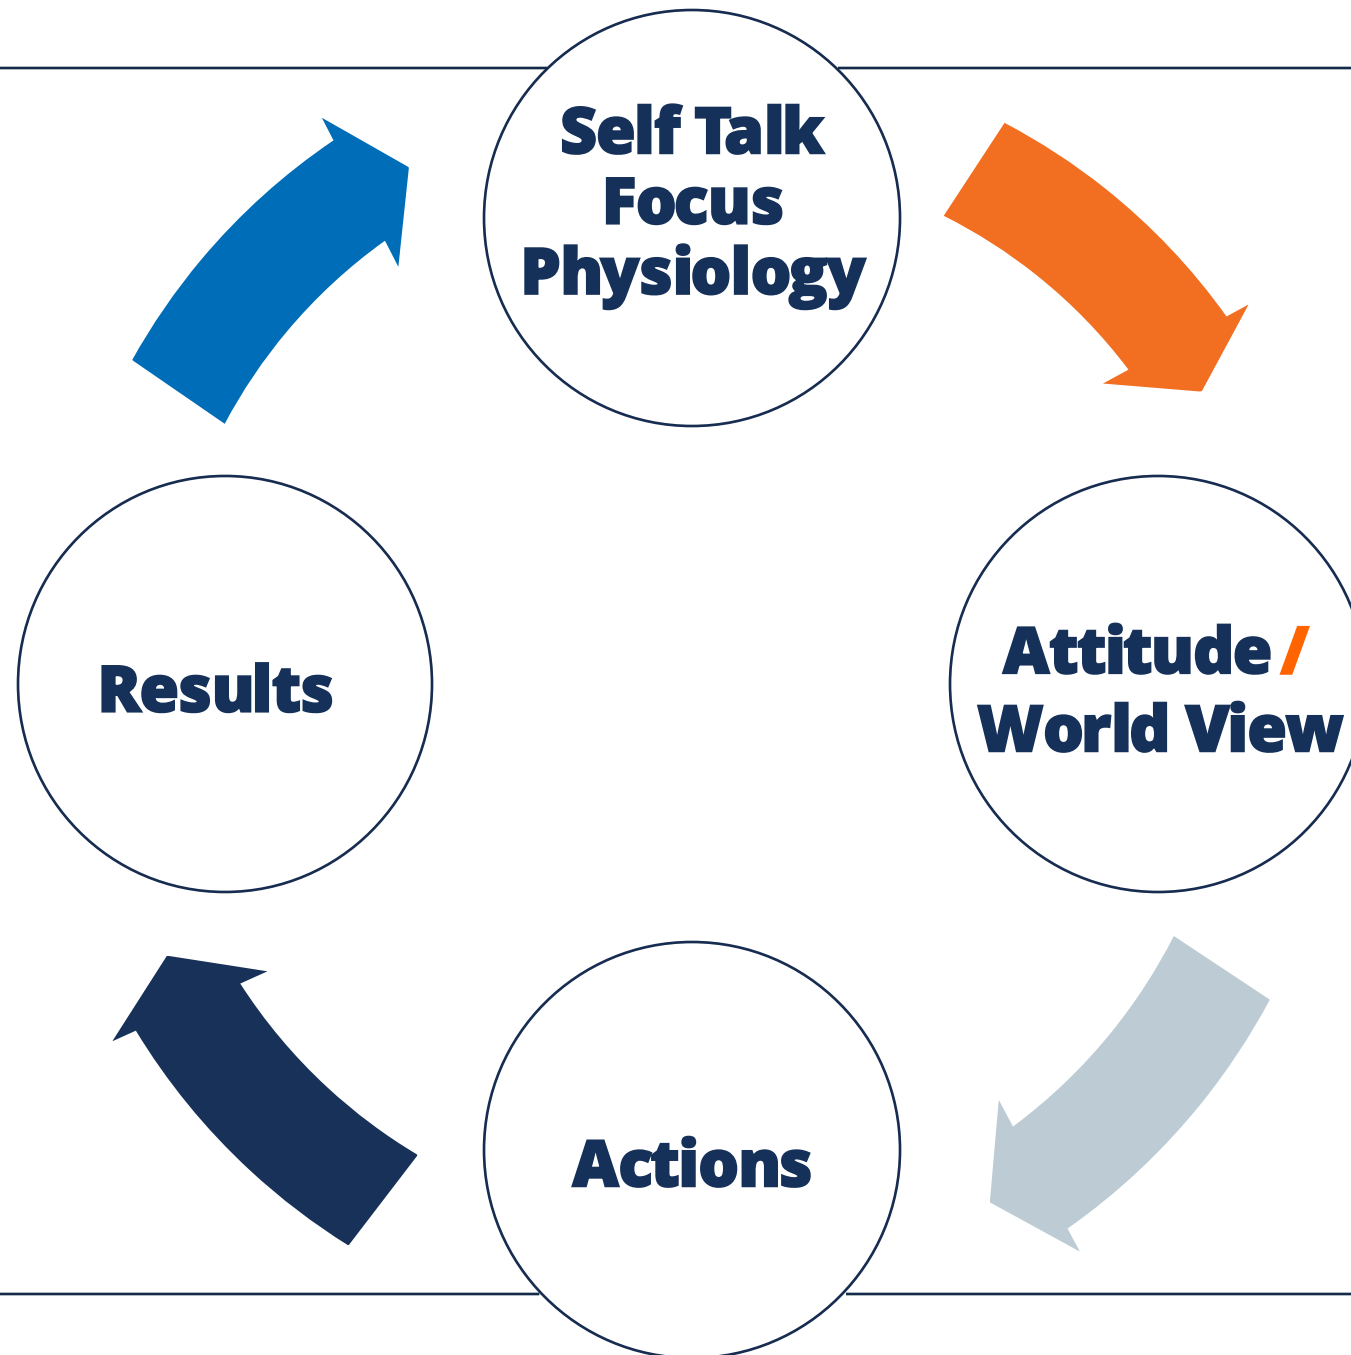 Self Talk
Focus
Physiology
Attitude /
World View
Actions
Results